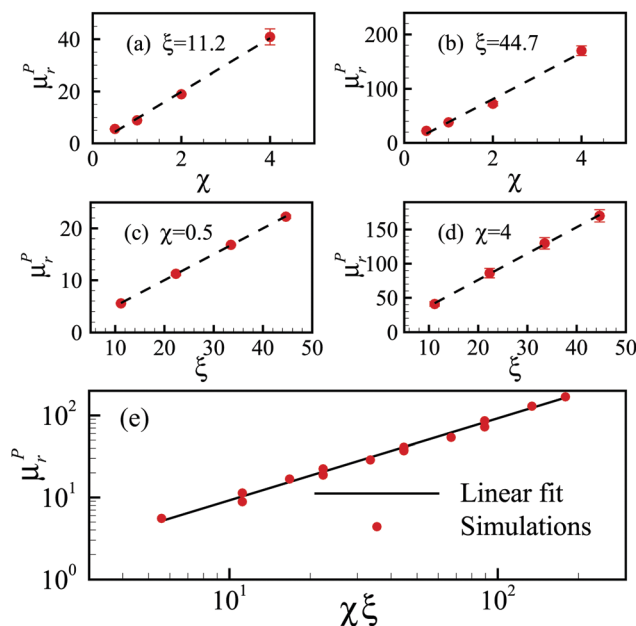 (a) ξ=11.2
μ_r^P
0 20 40
0 2 4
χ
(b) ξ=44.7
μ_r^P
0 100 200
0 2 4
χ
(c) χ=0.5
μ_r^P
0 10 20
10 20 30 40 50
ξ
(d) χ=4
μ_r^P
0 50 100 150
10 20 30 40 50
ξ
(e)
μ_r^P
10^0 10^1 10^2
Linear fit
Simulations
10^1 10^2
χξ